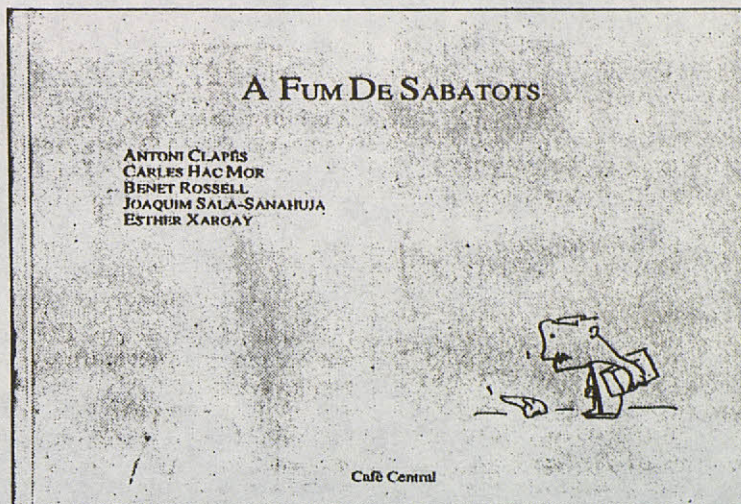 A FUM DE SABATOTS
ANTONI CLAPÉS
CARLES HAC MOR
BENET ROSSELL
JOAQUIM SALA-SANAHUJA
ESTHER XARGAY
Cafè Central